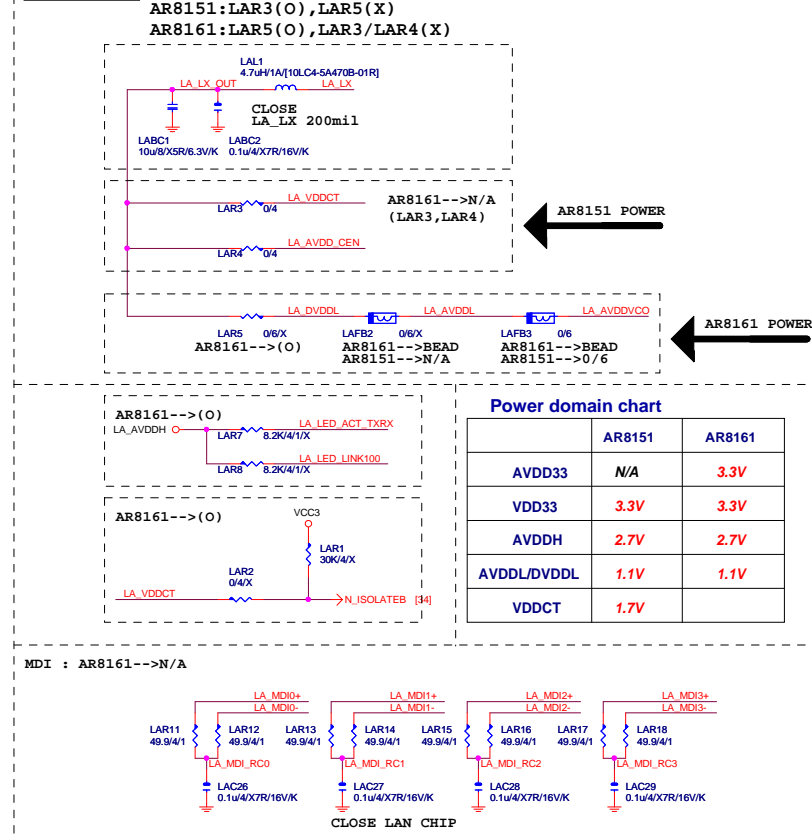 AR8151:LAR3(O),LAR5(X)
AR8161:LAR5(O),LAR3/LAR4(X)
LAL1
4.7uH/1A/[10LC4-5A470B-01R]
LA_LX_OUT
LA_LX
CLOSE
LA_LX 200mil
LABC1
10u/8/X5R/6.3V/K
LABC2
0.1u/4/X7R/16V/K
LA_VDDCT
LAR3 0/4
AR8161-->N/A
(LAR3,LAR4)
AR8151 POWER
LA_AVDD_CEN
LAR4 0/4
LA_DVDDL
LA_AVDDL
LA_AVDDVCO
LAR5 0/6/X
LAFB2 0/6/X
LAFB3 0/6
AR8161-->(O)
AR8161-->BEAD
AR8151-->N/A
AR8161-->BEAD
AR8151-->0/6
AR8161 POWER
AR8161-->(O)
LA_AVDDH
LA_LED_ACT_TXRX
LAR7 8.2K/4/1/X
LA_LED_LINK100
LAR8 8.2K/4/1/X
AR8161-->(O)
VCC3
LAR1
30K/4/X
LAR2
0/4/X
LA_VDDCT
N_ISOLATEB [34]
Power domain chart
AR8151 AR8161
AVDD33 N/A 3.3V
VDD33 3.3V 3.3V
AVDDH 2.7V 2.7V
AVDDL/DVDDL 1.1V 1.1V
VDDCT 1.7V
MDI : AR8161-->N/A
LA_MDI0+
LA_MDI0-
LA_MDI1+
LA_MDI1-
LA_MDI2+
LA_MDI2-
LA_MDI3+
LA_MDI3-
LAR11
49.9/4/1
LAR12
49.9/4/1
LAR13
49.9/4/1
LAR14
49.9/4/1
LAR15
49.9/4/1
LAR16
49.9/4/1
LAR17
49.9/4/1
LAR18
49.9/4/1
LA_MDI_RC0
LA_MDI_RC1
LA_MDI_RC2
LA_MDI_RC3
LAC26
0.1u/4/X7R/16V/K
LAC27
0.1u/4/X7R/16V/K
LAC28
0.1u/4/X7R/16V/K
LAC29
0.1u/4/X7R/16V/K
CLOSE LAN CHIP